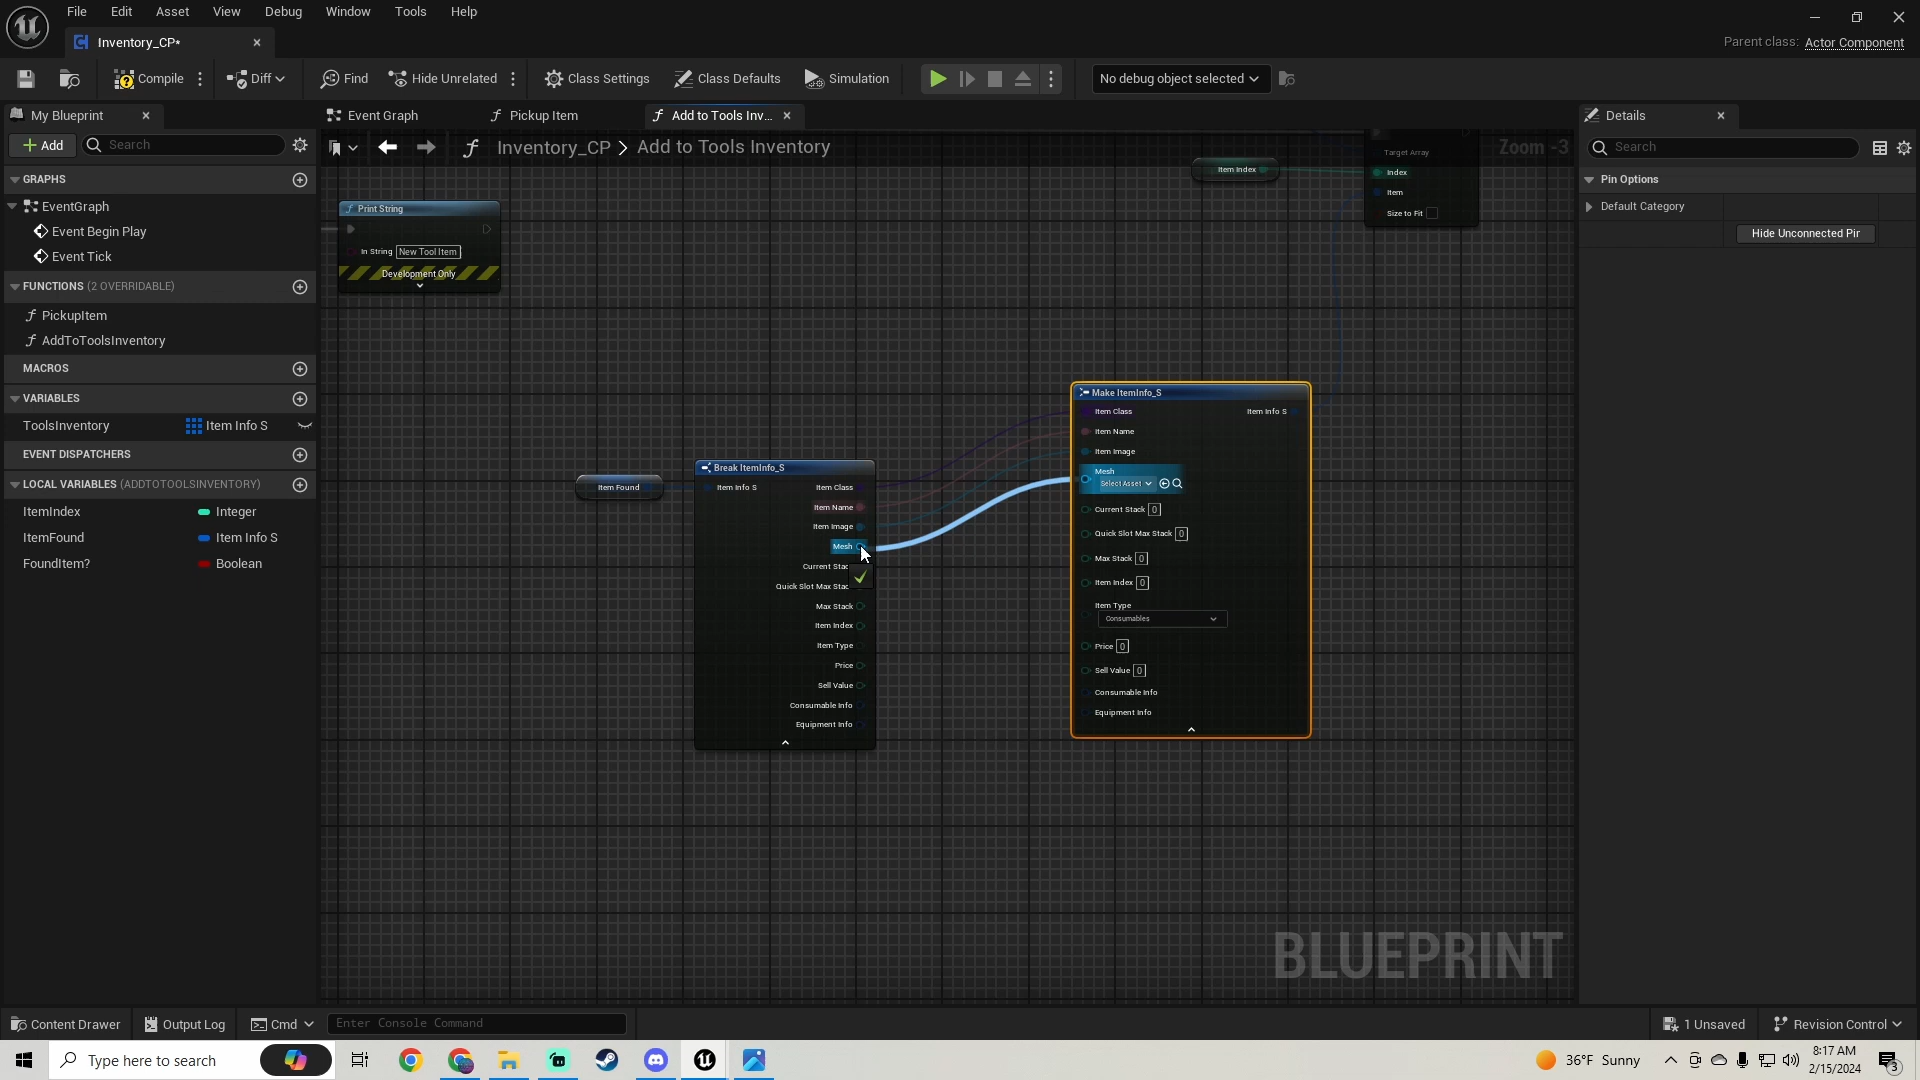 File Edit Asset View Debug Window Tools Help
Inventory_CP*
Parent class: Actor Component
Compile Diff Find Hide Unrelated Class Settings Class Defaults Simulation No debug object selected
My Blueprint
Event Graph
Pickup Item
Add to Tools Inv...
Details
Add
Search
Inventory_CP > Add to Tools Inventory
Zoom -3
Search
GRAPHS
EventGraph
Event Begin Play
Event Tick
FUNCTIONS (2 OVERRIDABLE)
PickupItem
AddToToolsInventory
MACROS
VARIABLES
ToolsInventory Item Info S
EVENT DISPATCHERS
LOCAL VARIABLES (ADDTOTOOLSINVENTORY)
ItemIndex Integer
ItemFound Item Info S
FoundItem? Boolean
Print String
In String New Tool Item
Development Only
Item Index
Target Array
Index
Item
Size to Fit
Item Found
Break ItemInfo_S
Item Info S Item Class
Item Name
Item Image
Mesh
Current Stac
Quick Slot Max Stac
Max Stack
Item Index
Item Type
Price
Sell Value
Consumable Info
Equipment Info
Make ItemInfo_S
Item Class Item Info S
Item Name
Item Image
Mesh
Select Asset
Current Stack 0
Quick Slot Max Stack 0
Max Stack 0
Item Index 0
Item Type
Consumables
Price 0
Sell Value 0
Consumable Info
Equipment Info
BLUEPRINT
Pin Options
Default Category
Hide Unconnected Pir
Content Drawer Output Log Cmd Enter Console Command 1 Unsaved Revision Control
Type here to search
36°F Sunny
8:17 AM
2/15/2024
3